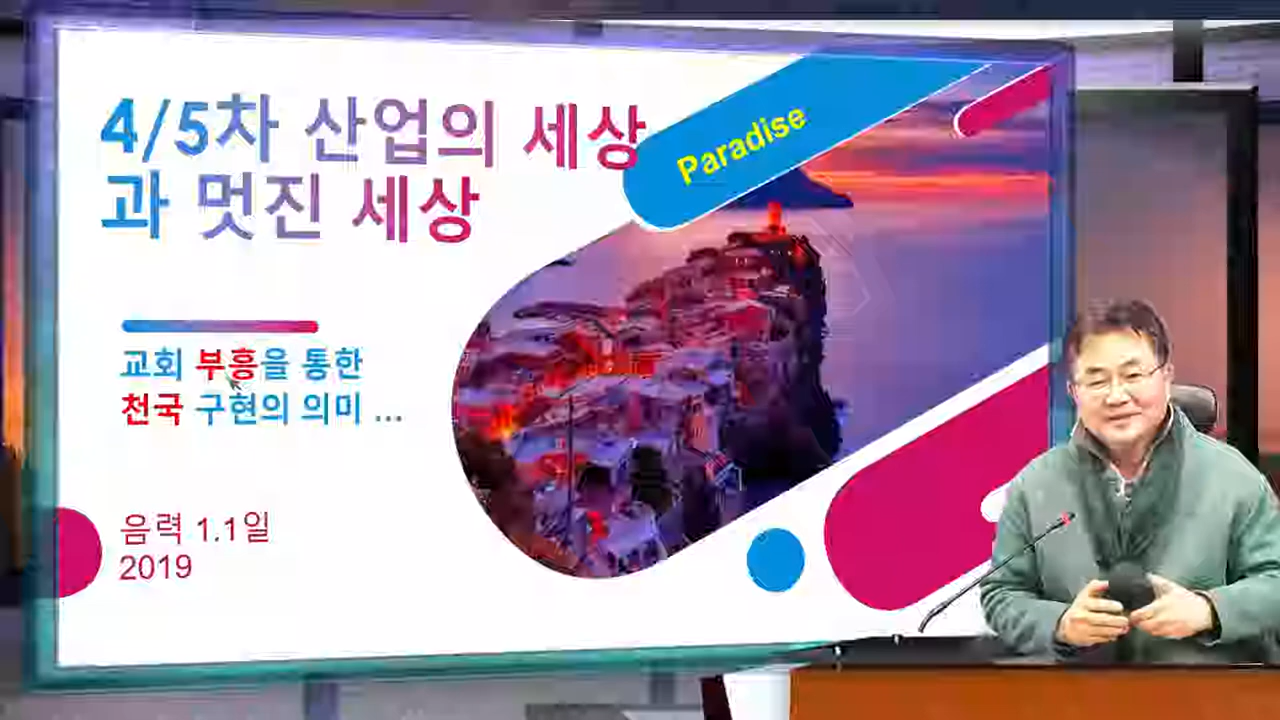 4/5차 산업의 세상
과 멋진 세상
Paradise
교회 부흥을 통한
천국 구현의 의미 ...
음력 1.1일
2019